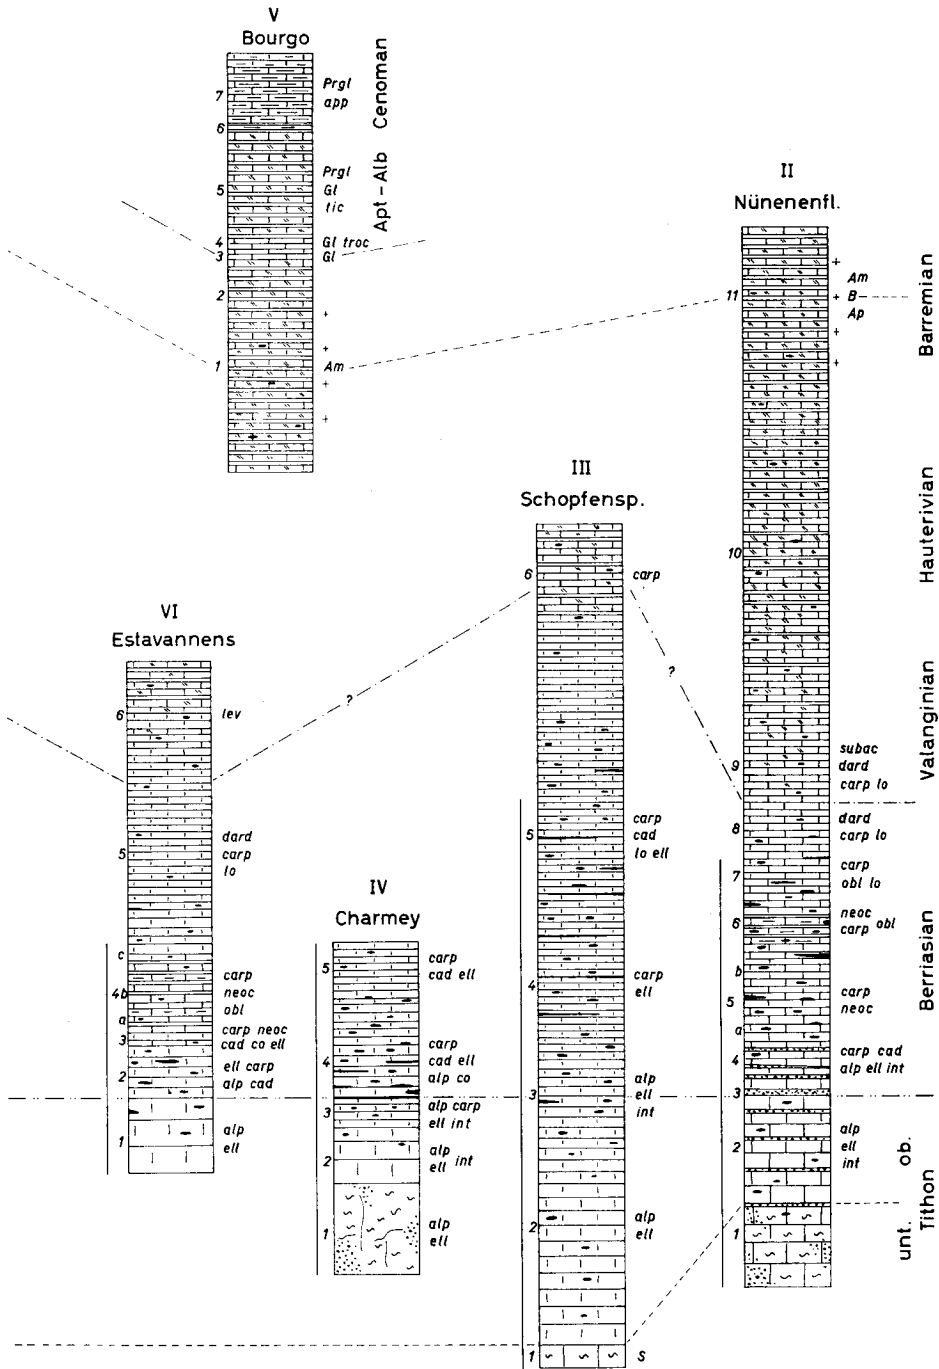 V
Bourgo
7
Prgl
app
6
Cenoman
5
Prgl
Gl
tic
Apt-Alb
4
Gl troc
3
Gl
2
+
+
1
Am
+
+
II
Nünenenfl.
+
Am
11
+ B
Ap
+
+
Barremian
10
Hauterivian
9
subac
dard
carp lo
Valanginian
8
dard
carp lo
7
carp
obl lo
6
neoc
carp obl
b
5
carp
neoc
a
4
carp cad
alp ell int
Berriasian
3
2
alp
ell
int
ob.
1
unt.
Tithon
III
Schopfensp.
6
carp
?
?
5
carp
cad
lo ell
4
carp
ell
3
alp
ell
int
2
alp
ell
1
S
VI
Estavannens
6
lev
5
dard
carp
lo
c
4b
carp
neoc
obl
a
3
carp neoc
cad co ell
2
ell carp
alp cad
1
alp
ell
IV
Charmey
5
carp
cad ell
4
carp
cad ell
alp co
3
alp carp
ell int
2
alp
ell int
1
alp
ell